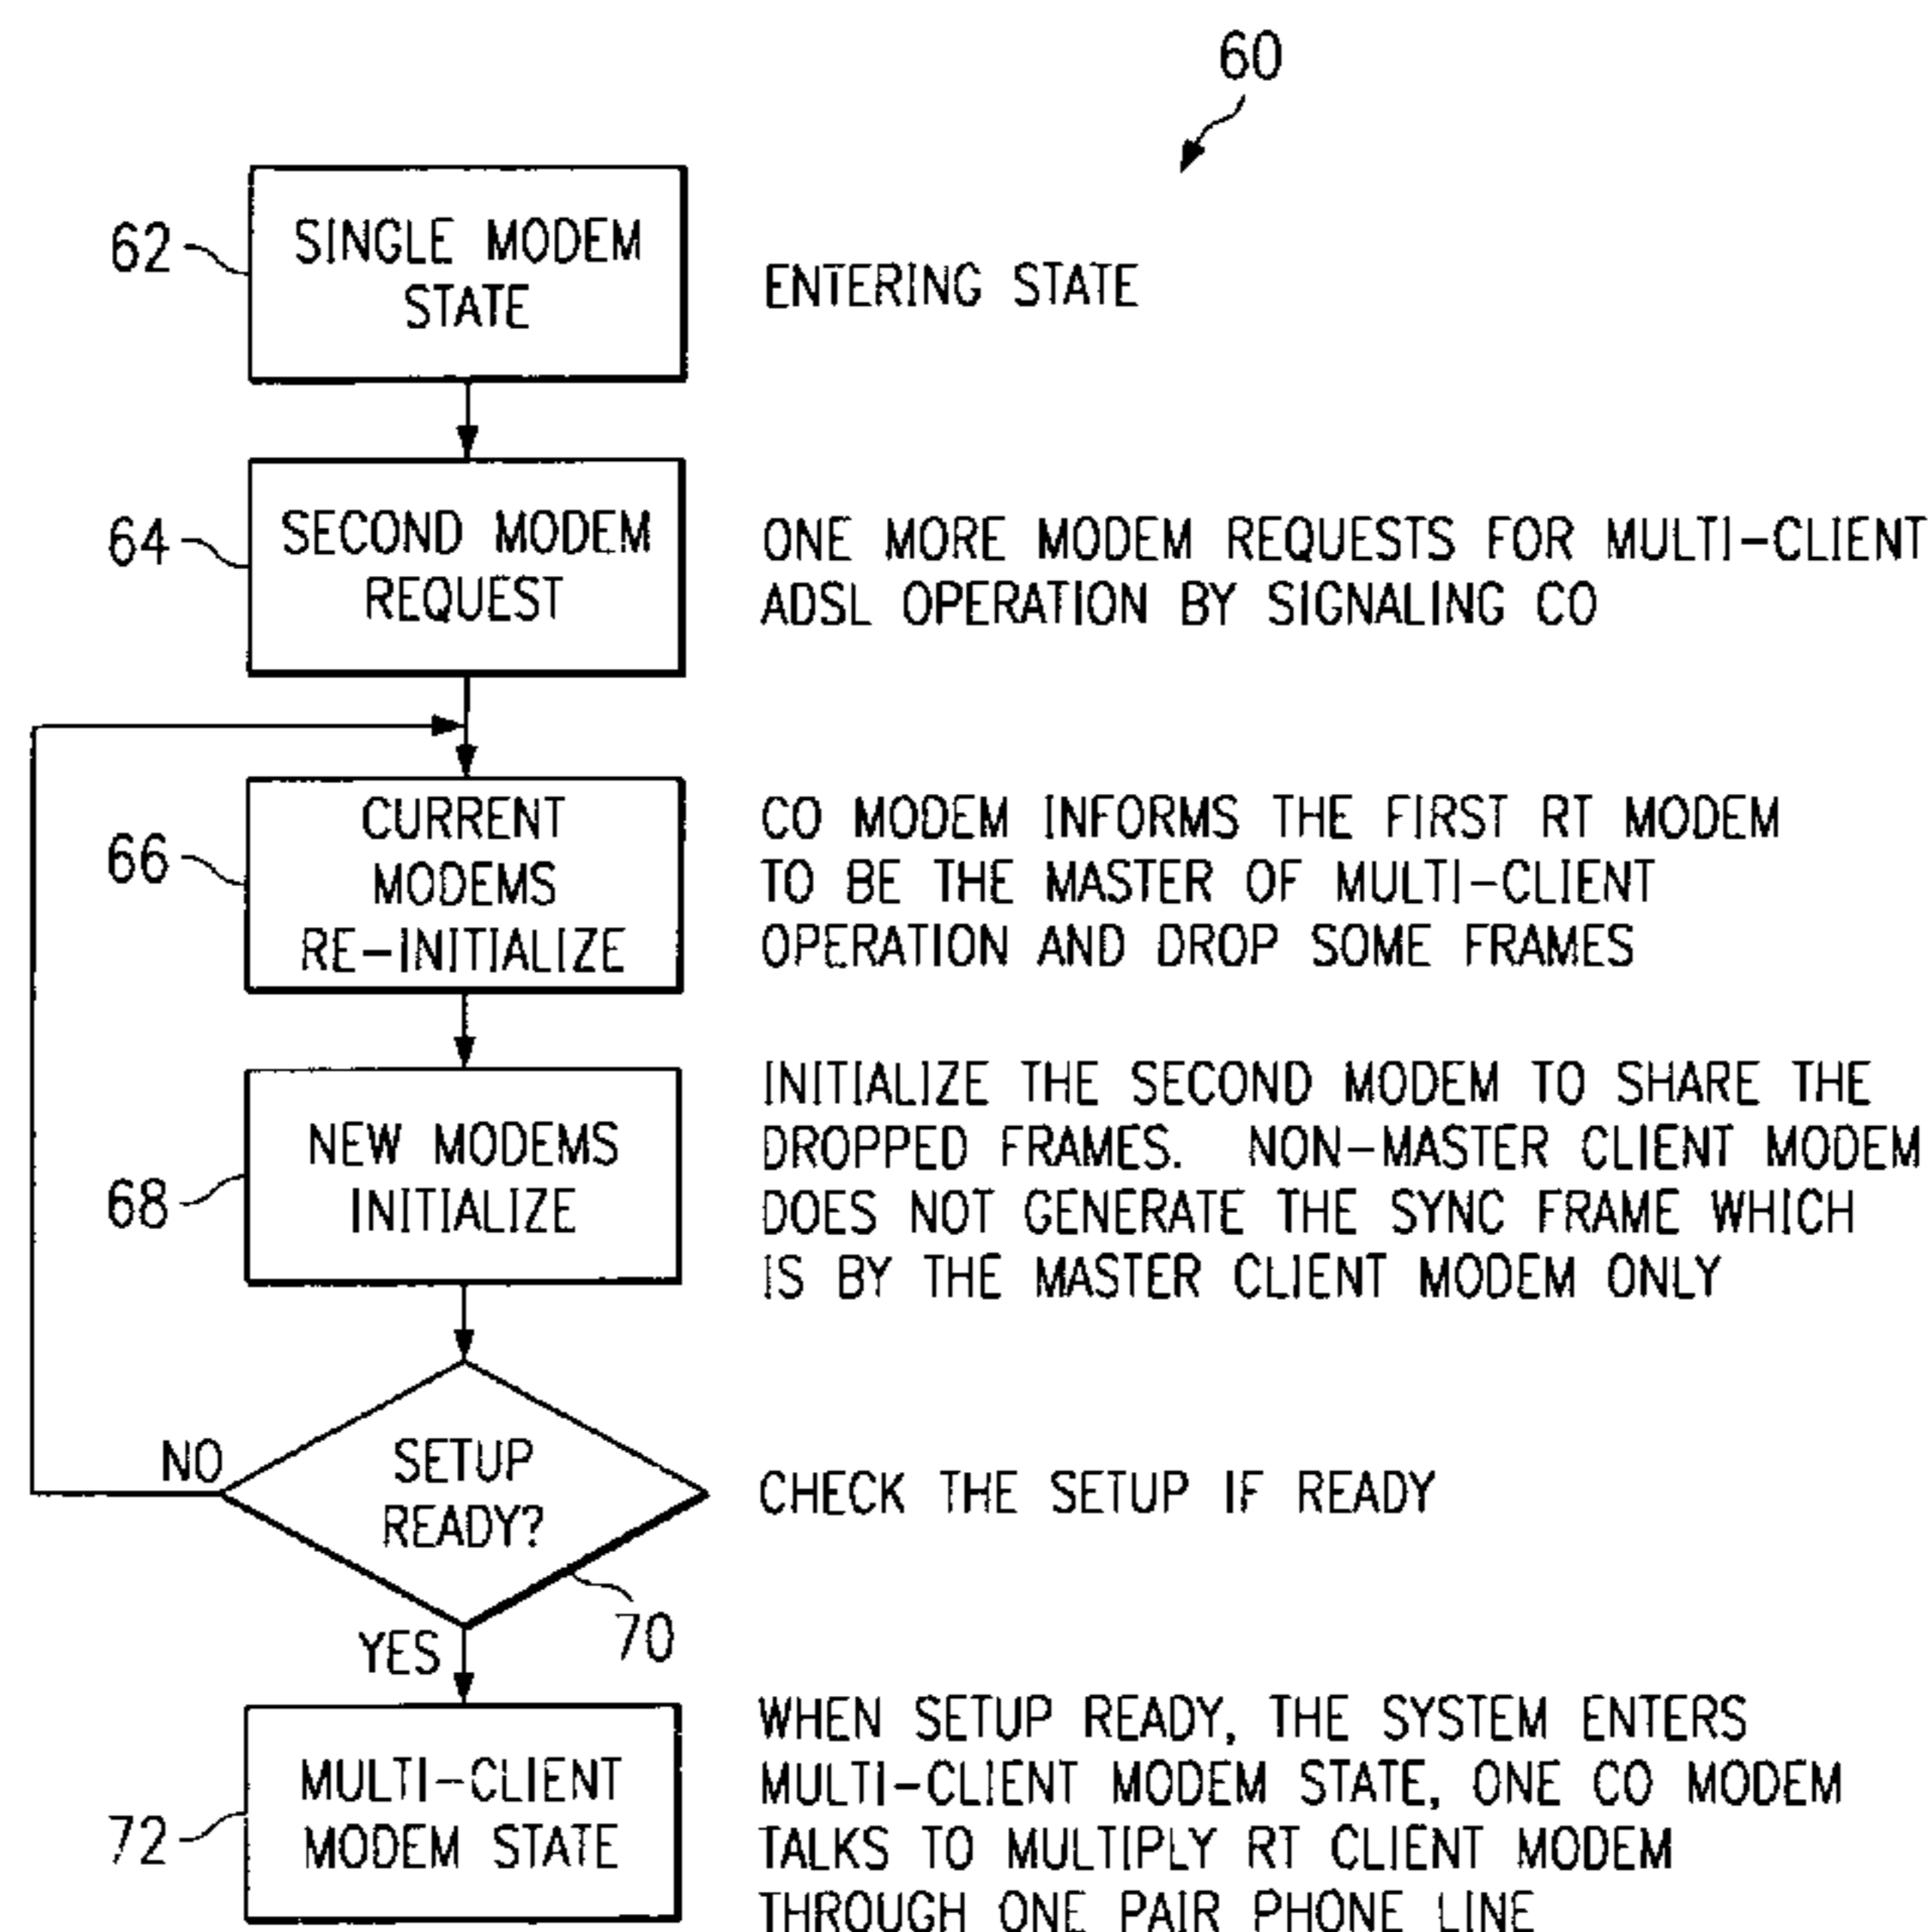 60
62
SINGLE MODEM
STATE
ENTERING STATE
64
SECOND MODEM
REQUEST
ONE MORE MODEM REQUESTS FOR MULTI-CLIENT
ADSL OPERATION BY SIGNALING CO
66
CURRENT
MODEMS
RE-INITIALIZE
CO MODEM INFORMS THE FIRST RT MODEM
TO BE THE MASTER OF MULTI-CLIENT
OPERATION AND DROP SOME FRAMES
68
NEW MODEMS
INITIALIZE
INITIALIZE THE SECOND MODEM TO SHARE THE
DROPPED FRAMES. NON-MASTER CLIENT MODEM
DOES NOT GENERATE THE SYNC FRAME WHICH
IS BY THE MASTER CLIENT MODEM ONLY
NO
SETUP
READY?
CHECK THE SETUP IF READY
70
YES
72
MULTI-CLIENT
MODEM STATE
WHEN SETUP READY, THE SYSTEM ENTERS
MULTI-CLIENT MODEM STATE, ONE CO MODEM
TALKS TO MULTIPLY RT CLIENT MODEM
THROUGH ONE PAIR PHONE LINE